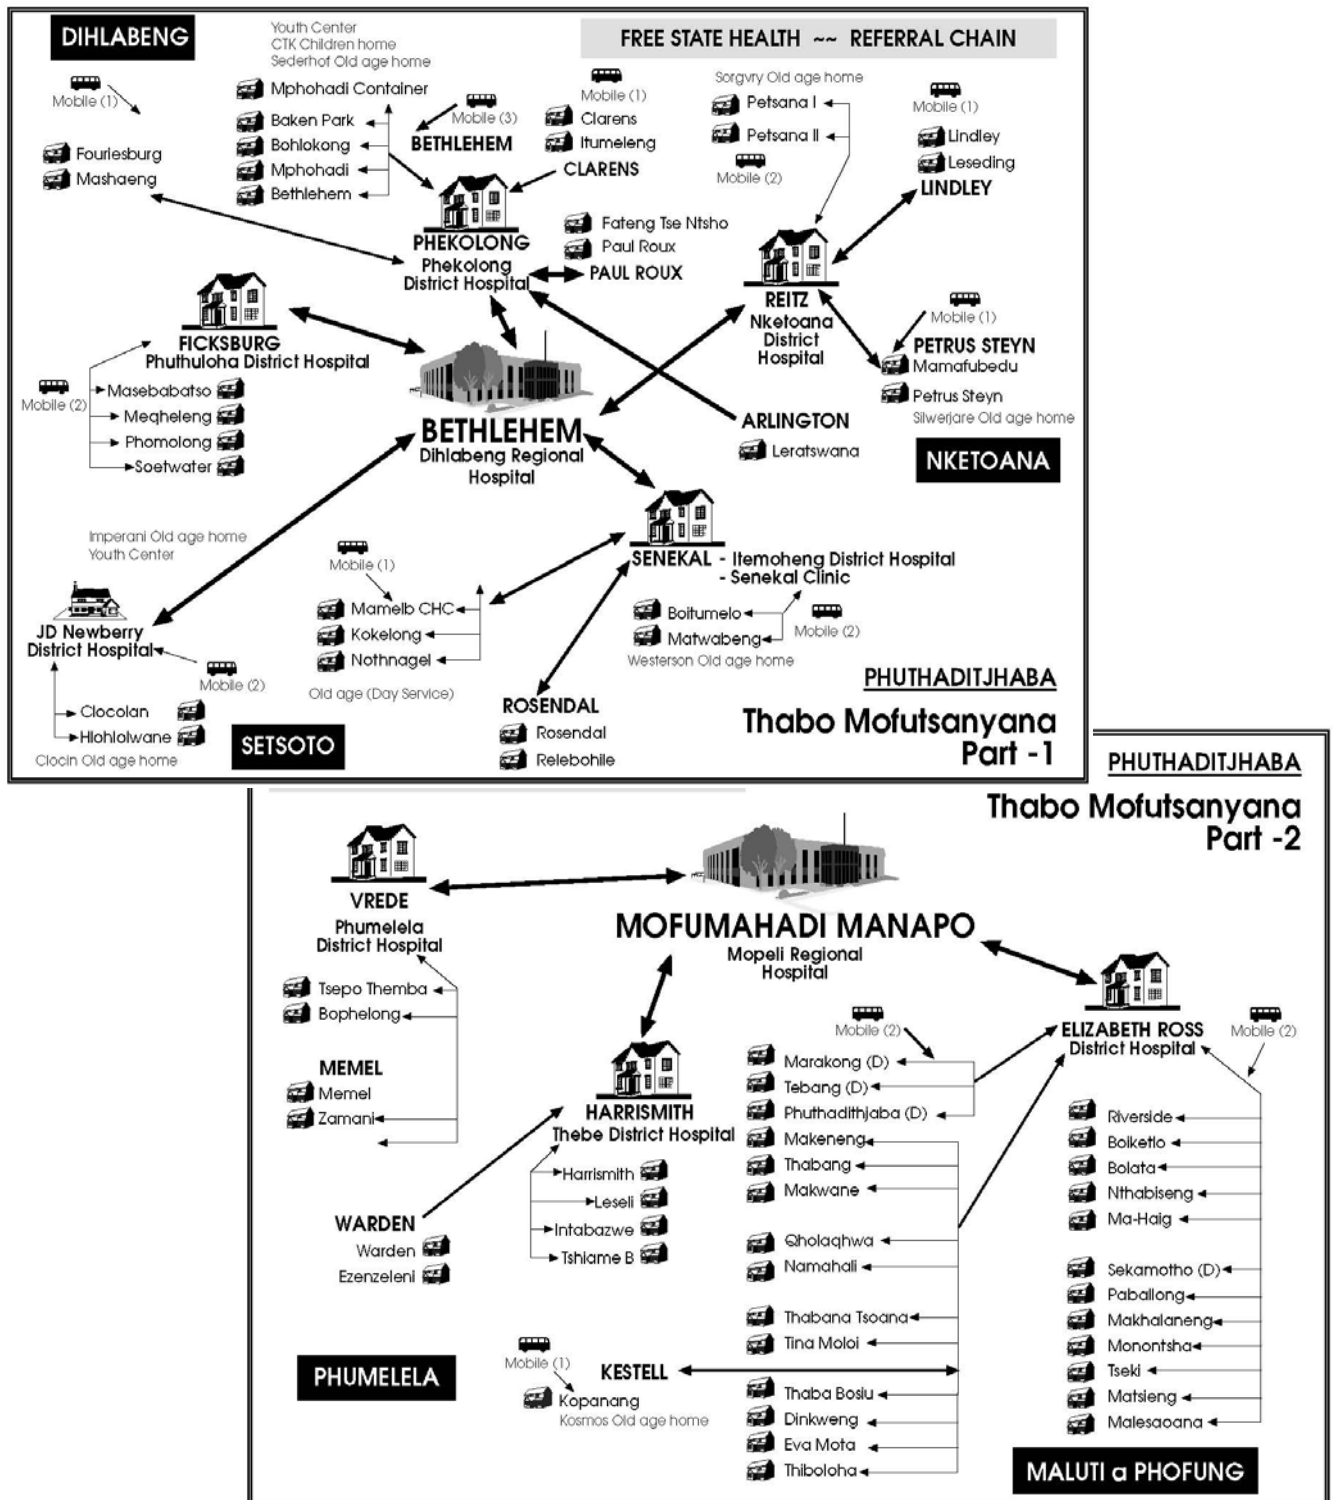 DIHLABENG
Youth Center
CTK Children home
Sederhof Old age home
FREE STATE HEALTH ~~ REFERRAL CHAIN
Mobile (1)
Fouriesburg
Mashaeng
Mphohadi Container
Baken Park
Bohlokong
Mphohadi
Bethlehem
Mobile (3)
BETHLEHEM
Mobile (1)
Clarens
Itumeleng
CLARENS
Sorgvry Old age home
Petsana I
Petsana II
Mobile (2)
Mobile (1)
Lindley
Leseding
LINDLEY
PHEKOLONG
Phekolong
District Hospital
Fateng Tse Ntsho
Paul Roux
PAUL ROUX
REITZ
Nketoana
District
Hospital
Mobile (1)
PETRUS STEYN
Mamafubedu
Petrus Steyn
Silwerjare Old age home
NKETOANA
FICKSBURG
Phuthuloha District Hospital
Mobile (2)
Masebabatso
Meqheleng
Phomolong
Soetwater
BETHLEHEM
Dihlabeng Regional
Hospital
ARLINGTON
Leratswana
Imperani Old age home
Youth Center
JD Newberry
District Hospital
Mobile (2)
Clocolan
Hlohlolwane
Clocin Old age home
SETSOTO
Mobile (1)
Mamelb CHC
Kokelong
Nothnagel
Old age (Day Service)
SENEKAL - Itemoheng District Hospital
- Senekal Clinic
Boitumelo
Matwabeng
Mobile (2)
Westerson Old age home
ROSENDAL
Rosendal
Relebohile
PHUTHADITJHABA
Thabo Mofutsanyana
Part -1
PHUTHADITJHABA
Thabo Mofutsanyana
Part -2
VREDE
Phumelela
District Hospital
Tsepo Themba
Bophelong
MEMEL
Memel
Zamani
MOFUMAHADI MANAPO
Mopeli Regional
Hospital
HARRISMITH
Thebe District Hospital
Harrismith
Leseli
Intabazwe
Tshiame B
WARDEN
Warden
Ezenzeleni
PHUMELELA
Mobile (1)
KESTELL
Kopanang
Kosmos Old age home
Mobile (2)
Marakong (D)
Tebang (D)
Phuthadithjaba (D)
Makeneng
Thabang
Makwane
Qholaqhwa
Namahali
Thabana Tsoana
Tina Moloi
Thaba Bosiu
Dinkweng
Eva Mota
Thiboloha
ELIZABETH ROSS
District Hospital
Mobile (2)
Riverside
Boiketlo
Bolata
Nthabiseng
Ma-Haig
Sekamotho (D)
Paballong
Makhalaneng
Monontsha
Tseki
Matsieng
Malesaoana
MALUTI a PHOFUNG